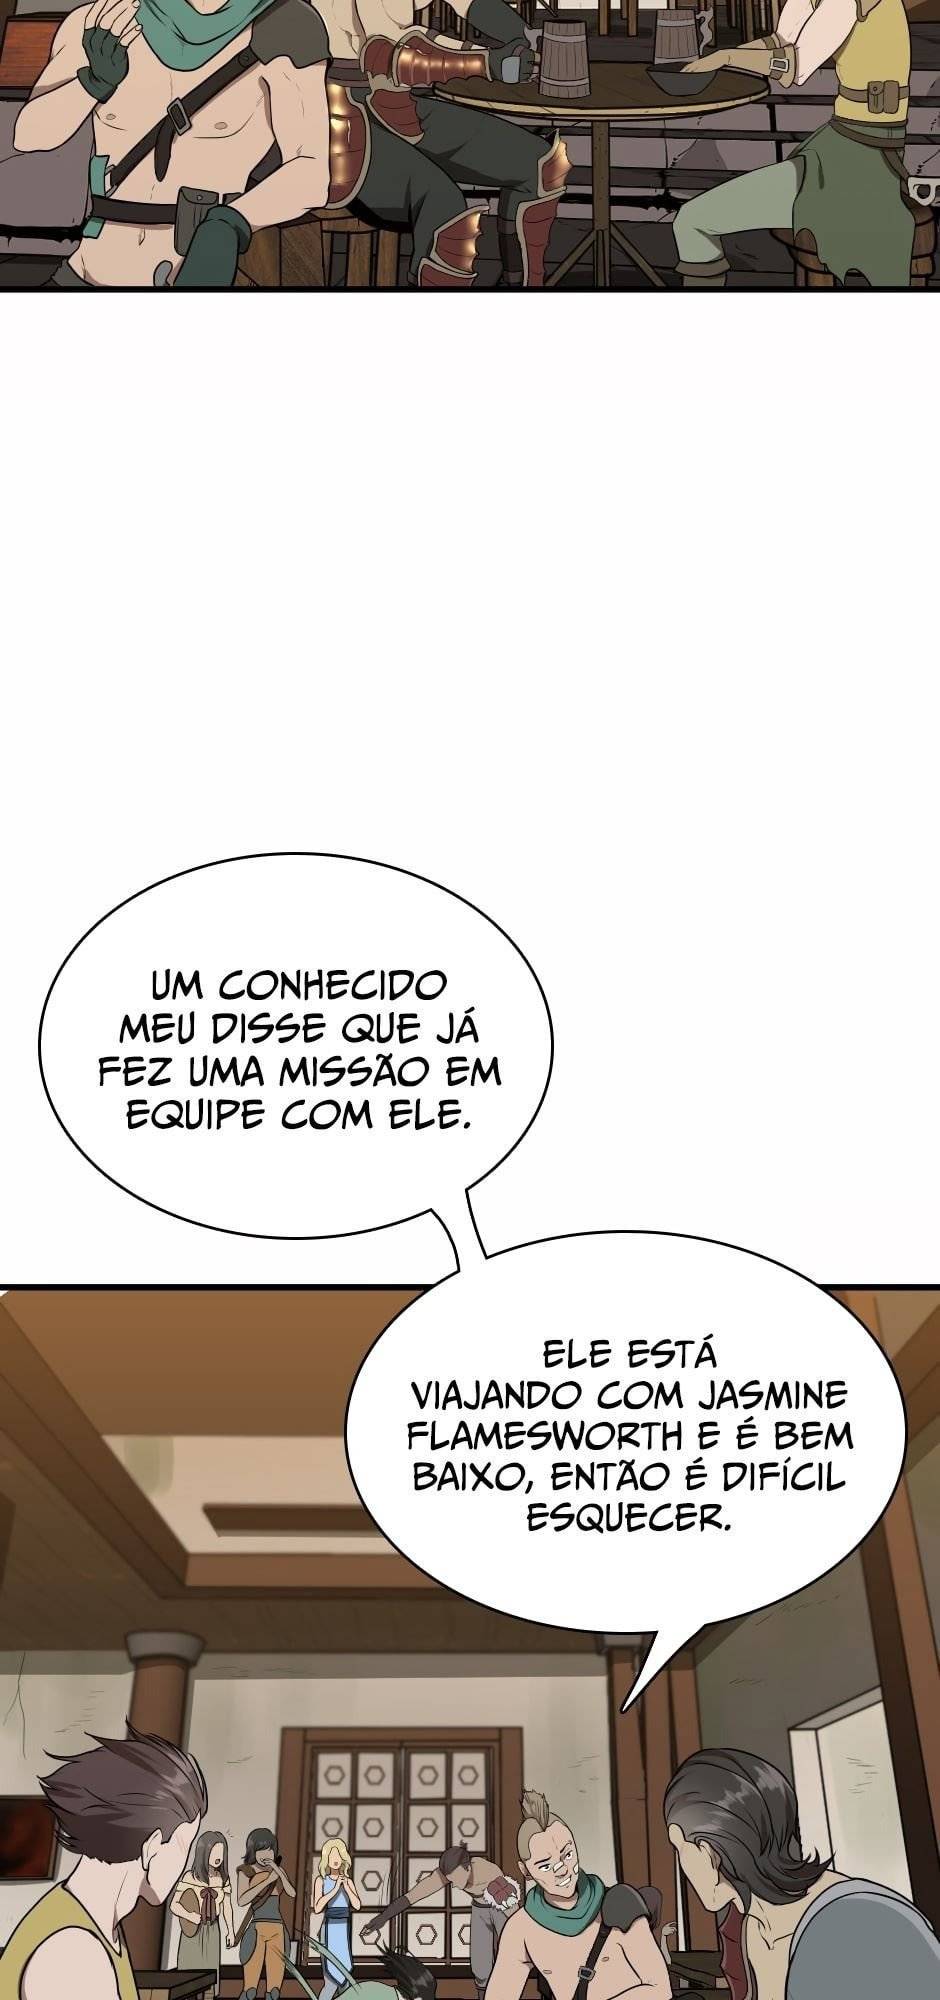 UM CONHECIDO
MEU DISSE QUE JÁ
FEZ UMA MISSÃO EM
EQUIPE COM ELE.
ELE ESTÁ
VIAJANDO COM JASMINE
FLAMESWORTH E É BEM
BAIXO, ENTÃO É DIFÍCIL
ESQUECER.